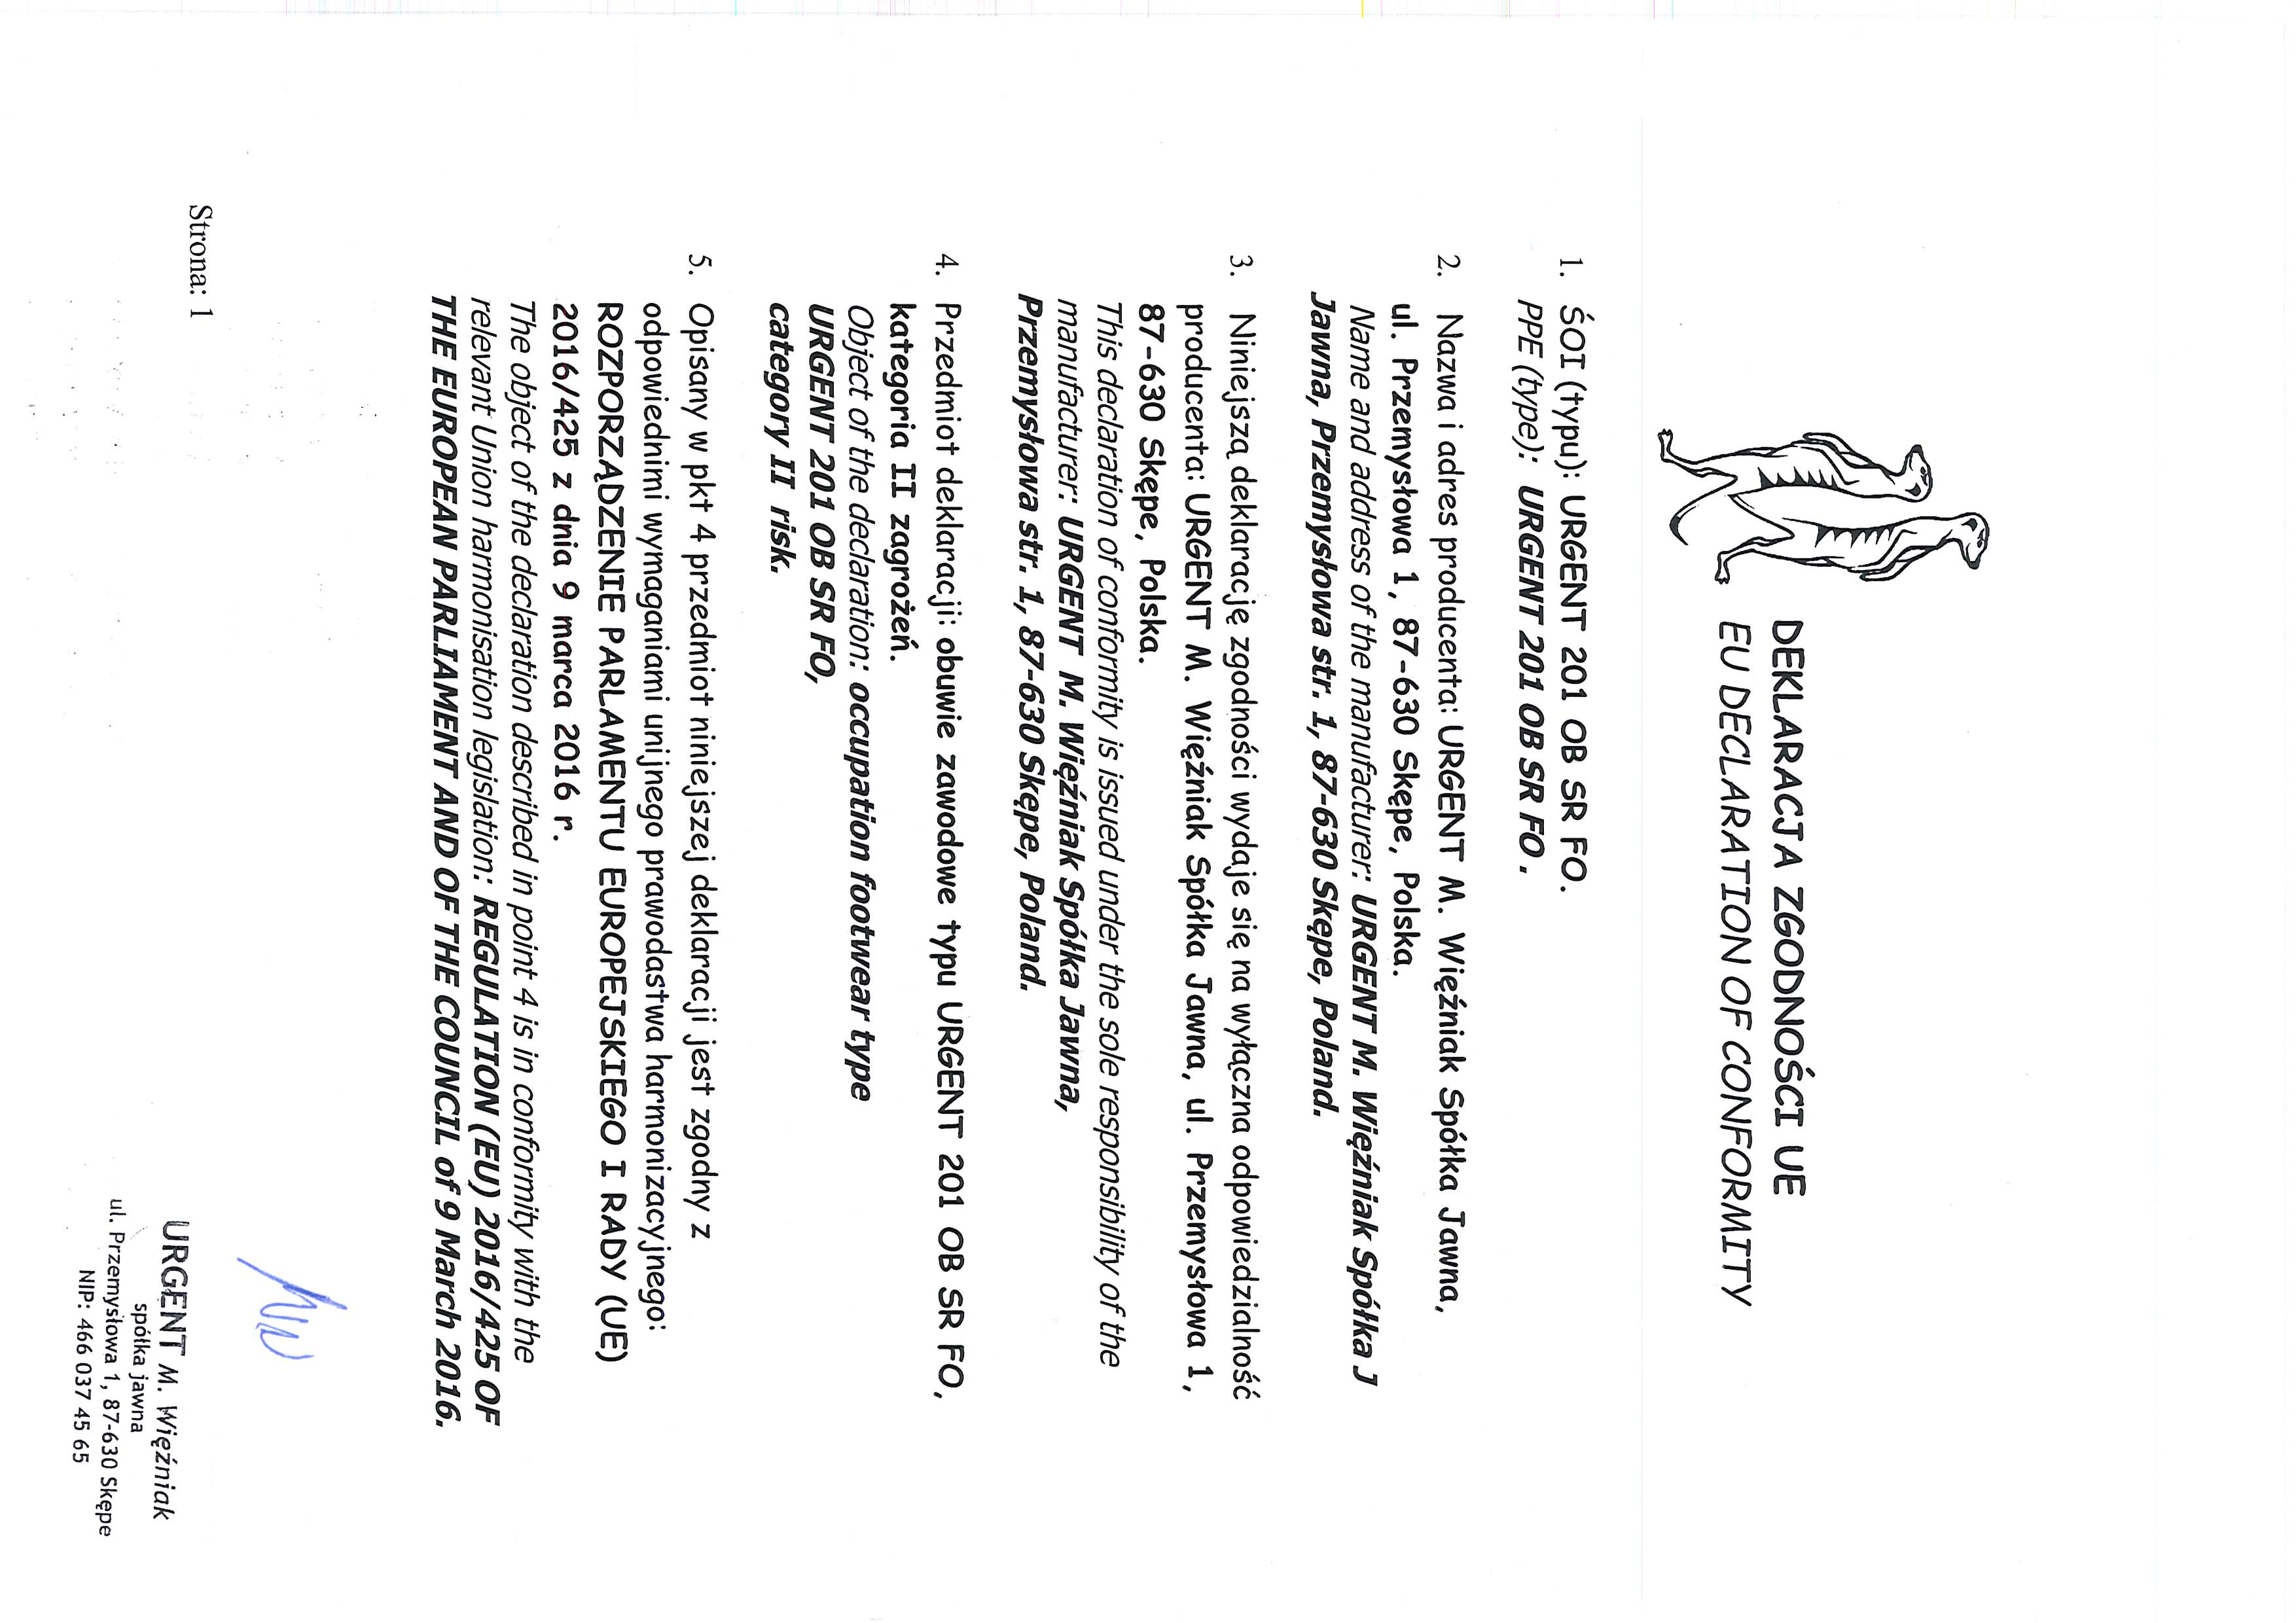 DEKLARACJA ZGODNOŚCI UE
EU DECLARATION OF CONFORMITY
1. ŚOI (typu): URGENT 201 OB SR FO.
PPE (type): URGENT 201 OB SR FO .
2. Nazwa i adres producenta: URGENT M. Więźniak Spółka Jawna,
ul. Przemysłowa 1, 87-630 Skępe, Polska.
Name and address of the manufacturer: URGENT M. Więźniak Spółka J
Jawna, Przemysłowa str. 1, 87-630 Skępe, Poland.
3. Niniejszą deklarację zgodności wydaje się na wyłączna odpowiedzialność
producenta: URGENT M. Więźniak Spółka Jawna, ul. Przemysłowa 1,
87-630 Skępe, Polska.
This declaration of conformity is issued under the sole responsibility of the
manufacturer: URGENT M. Więźniak Spółka Jawna,
Przemysłowa str. 1, 87-630 Skępe, Poland.
4. Przedmiot deklaracji: obuwie zawodowe typu URGENT 201 OB SR FO,
kategoria II zagrożeń.
Object of the declaration: occupation footwear type
URGENT 201 OB SR FO,
category II risk.
5. Opisany w pkt 4 przedmiot niniejszej deklaracji jest zgodny z
odpowiednimi wymaganiami unijnego prawodastwa harmonizacyjnego:
ROZPORZĄDZENIE PARLAMENTU EUROPEJSKIEGO I RADY (UE)
2016/425 z dnia 9 marca 2016 r.
The object of the declaration described in point 4 is in conformity with the
relevant Union harmonisation legislation: REGULATION (EU) 2016/425 OF
THE EUROPEAN PARLIAMENT AND OF THE COUNCIL of 9 March 2016.
URGENT M. Więźniak
spółka jawna
ul. Przemysłowa 1, 87-630 Skępe
NIP: 466 037 45 65
Strona: 1